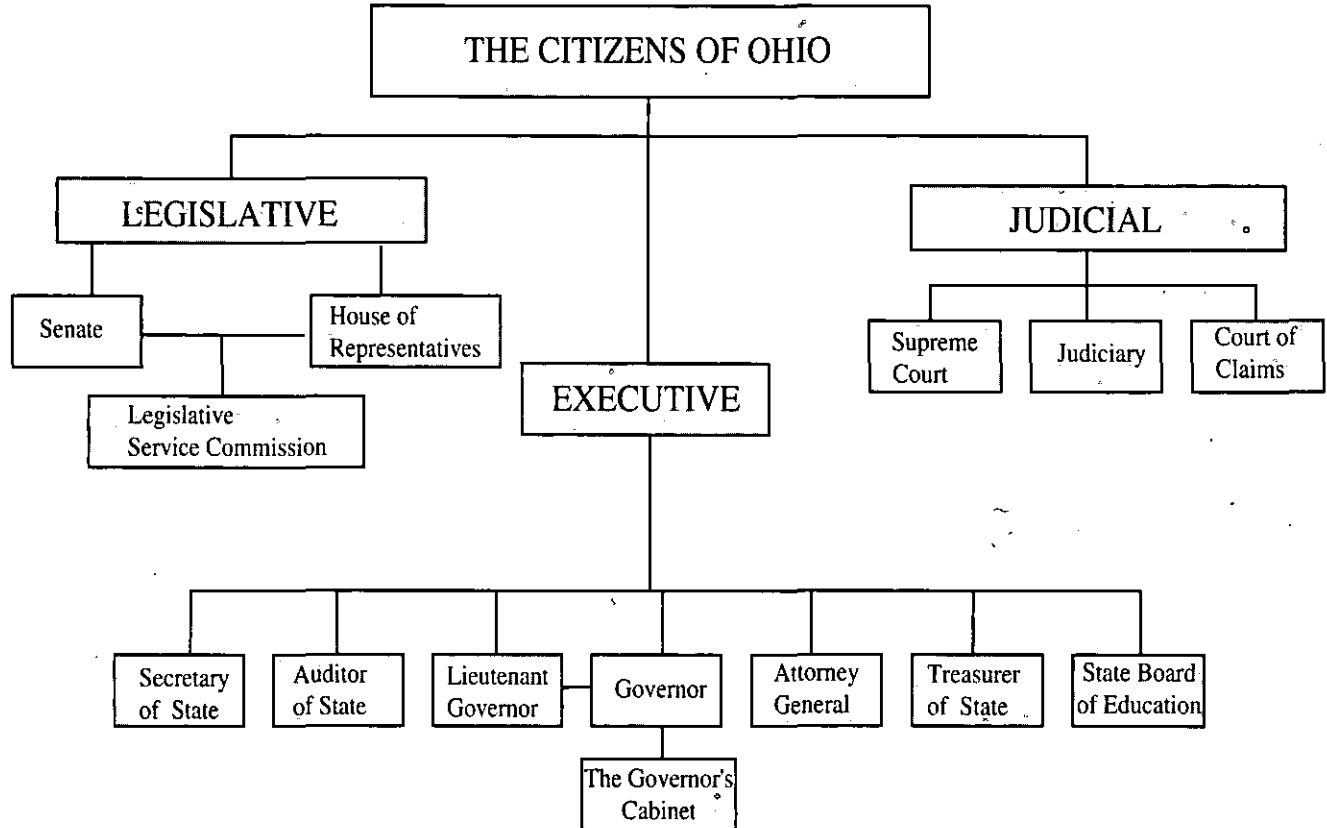 THE CITIZENS OF OHIO
LEGISLATIVE
JUDICIAL
Senate
House of
Representatives
Legislative
Service Commission
Supreme
Court
Judiciary
Court of
Claims
EXECUTIVE
Secretary
of State
Auditor
of State
Lieutenant
Governor
Governor
Attorney
General
Treasurer
of State
State Board
of Education
The Governor's
Cabinet